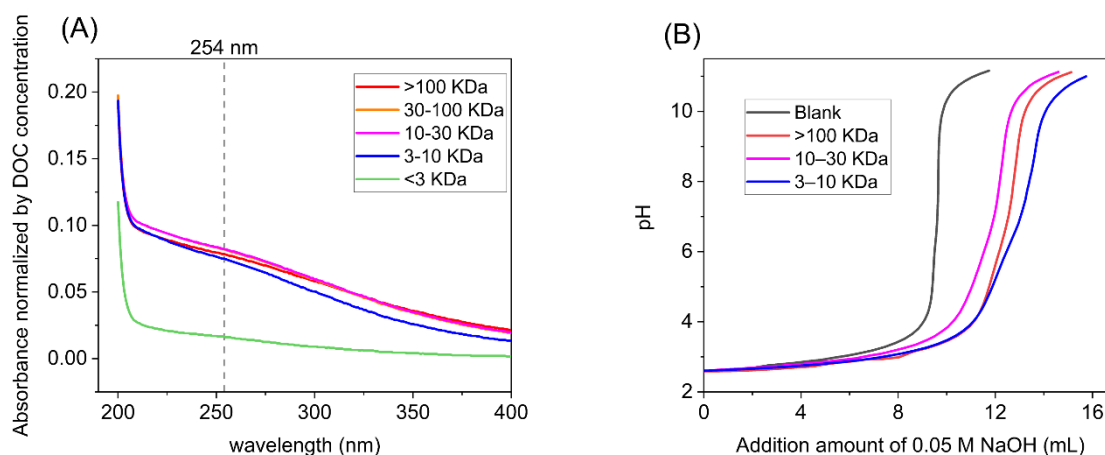 (A)
254 nm
Absorbance normalized by DOC concentration
0.20
0.15
0.10
0.05
0.00
>100 KDa
30-100 KDa
10-30 KDa
3-10 KDa
<3 KDa
200
250
300
350
400
wavelength (nm)
(B)
pH
10
8
6
4
2
Blank
>100 KDa
10–30 KDa
3–10 KDa
0
4
8
12
16
Addition amount of 0.05 M NaOH (mL)